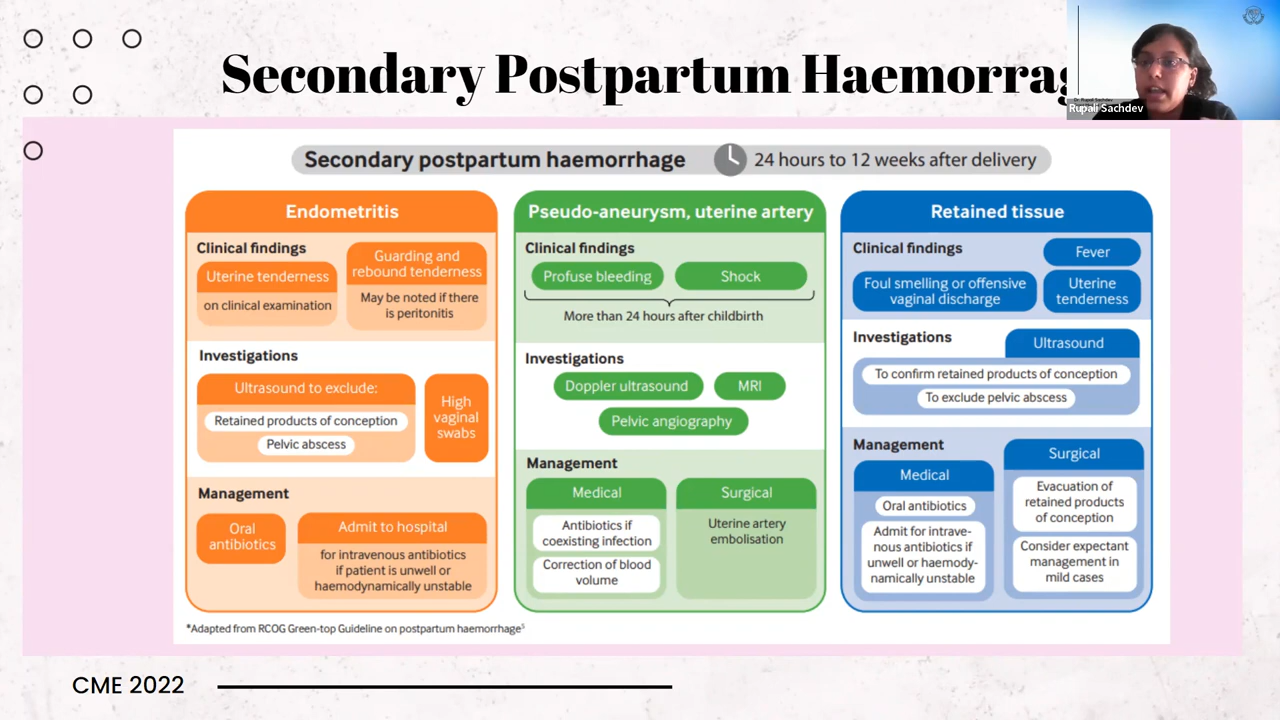 Secondary Postpartum Haemorrag
Rupali Sachdev
Secondary postpartum haemorrhage
24 hours to 12 weeks after delivery
Endometritis
Clinical findings
Uterine tenderness
on clinical examination
Guarding and
rebound tenderness
May be noted if there
is peritonitis
Investigations
Ultrasound to exclude:
Retained products of conception
Pelvic abscess
High
vaginal
swabs
Management
Oral
antibiotics
Admit to hospital
for intravenous antibiotics
if patient is unwell or
haemodynamically unstable
Pseudo-aneurysm, uterine artery
Clinical findings
Profuse bleeding
Shock
More than 24 hours after childbirth
Investigations
Doppler ultrasound
MRI
Pelvic angiography
Management
Medical
Antibiotics if
coexisting infection
Correction of blood
volume
Surgical
Uterine artery
embolisation
Retained tissue
Clinical findings
Fever
Foul smelling or offensive
vaginal discharge
Uterine
tenderness
Investigations
Ultrasound
To confirm retained products of conception
To exclude pelvic abscess
Management
Medical
Oral antibiotics
Admit for intrave-
nous antibiotics if
unwell or haemody-
namically unstable
Surgical
Evacuation of
retained products
of conception
Consider expectant
management in
mild cases
*Adapted from RCOG Green-top Guideline on postpartum haemorrhage⁵
CME 2022